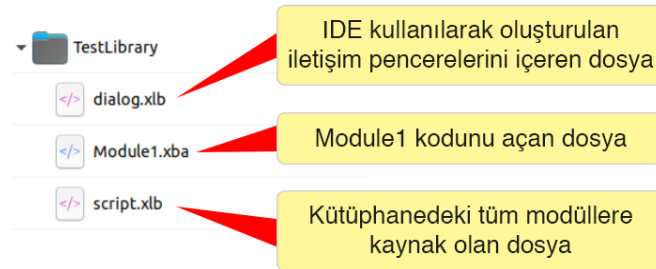 TestLibrary
IDE kullanılarak oluşturulan
iletişim pencerelerini içeren dosya
</> dialog.xlb
</> Module1.xba
Module1 kodunu açan dosya
</> script.xlb
Kütüphanedeki tüm modüllere
kaynak olan dosya